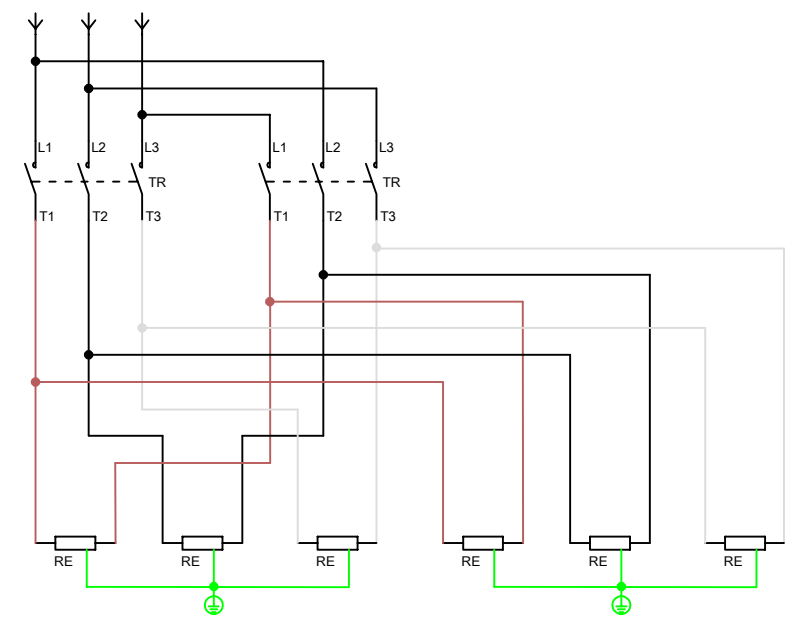 L1 L2 L3 L1 L2 L3
TR TR
T1 T2 T3 T1 T2 T3
RE RE RE RE RE RE